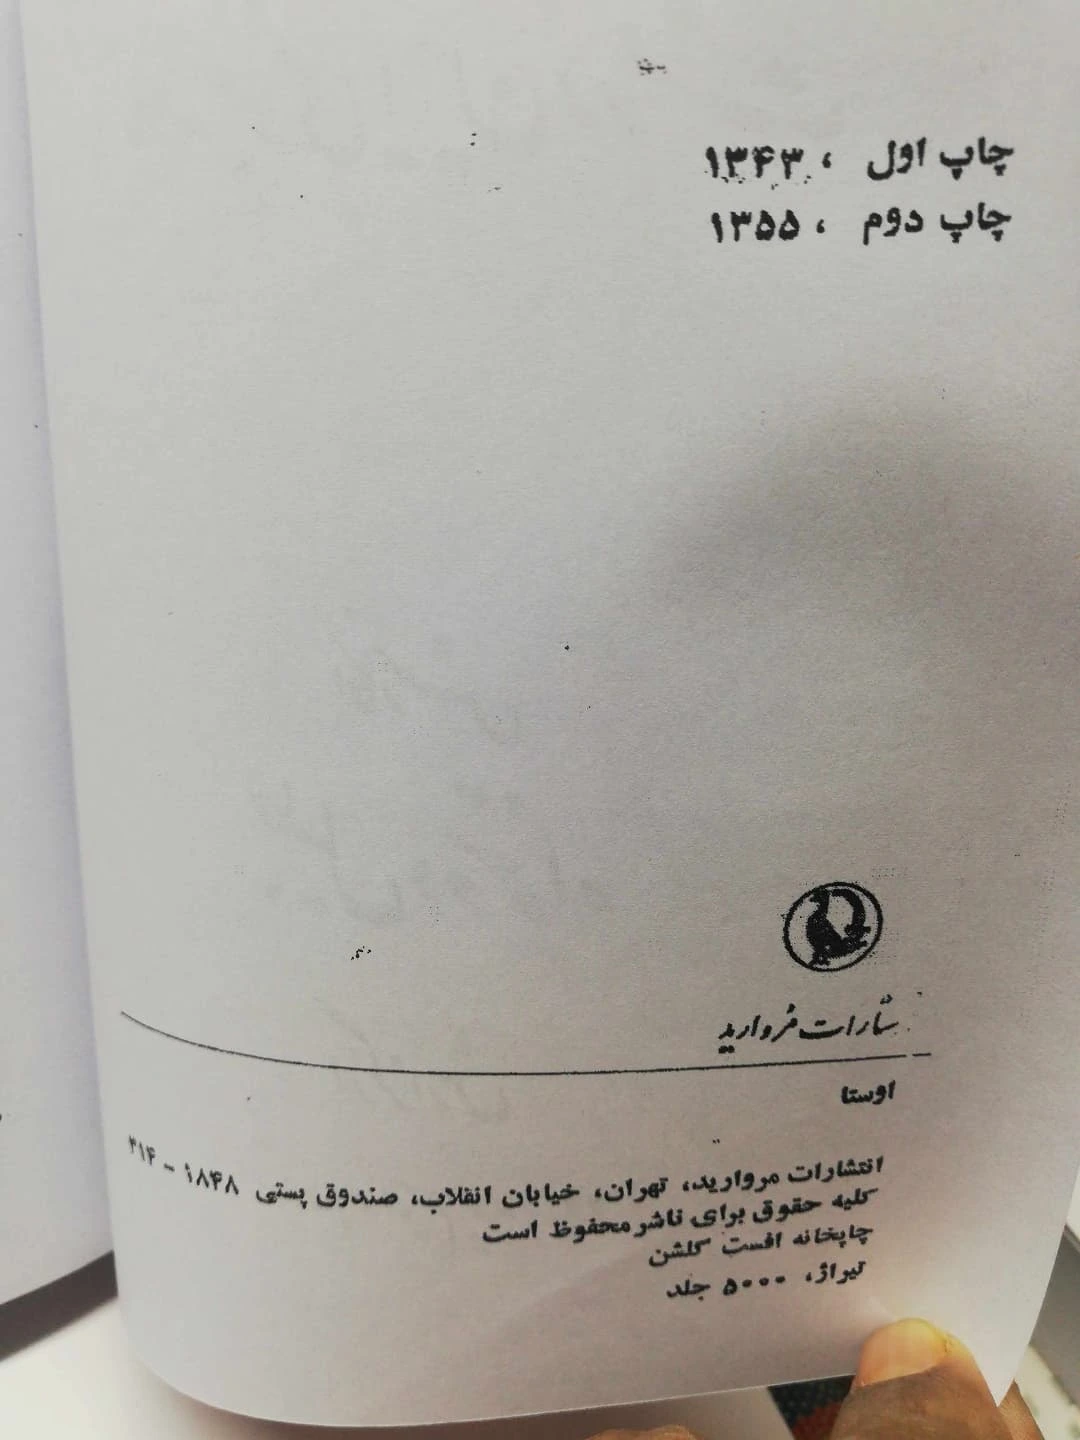 چاپ اول ، ۱۳۴۳
چاپ دوم ، ۱۳۵۵
مروارید
اوستا
انتشارات مروارید، تهران، خیابان انقلاب، صندوق پستی ۱۸۴۸ - ۳۱۴
کلیه حقوق برای ناشر محفوظ است
چاپخانه افست گلشن
تیراژ، ۵۰۰۰ جلد